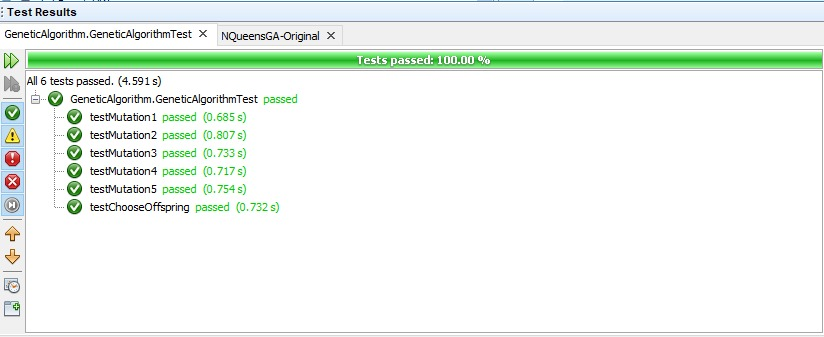 Test Results
GeneticAlgorithm.GeneticAlgorithmTest NQueensGA-Original
Tests passed: 100.00 %
All 6 tests passed. (4.591 s)
GeneticAlgorithm.GeneticAlgorithmTest passed
testMutation1 passed (0.685 s)
testMutation2 passed (0.807 s)
testMutation3 passed (0.733 s)
testMutation4 passed (0.717 s)
testMutation5 passed (0.754 s)
testChooseOffspring passed (0.732 s)